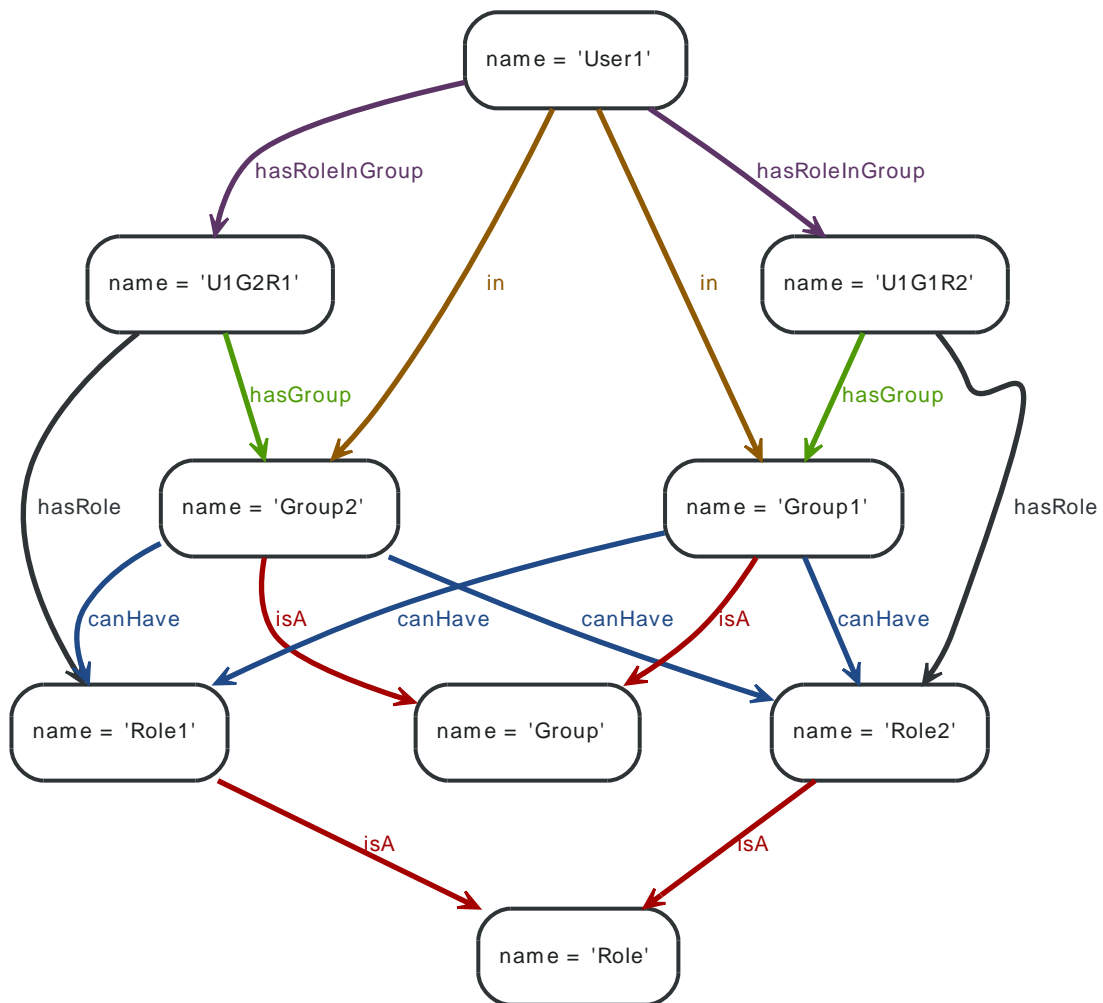 name = 'User1'
hasRoleInGroup
hasRoleInGroup
name = 'U1G2R1'
in
in
name = 'U1G1R2'
hasGroup
hasGroup
hasRole
name = 'Group2'
name = 'Group1'
hasRole
canHave
isA
canHave
canHave
isA
canHave
name = 'Role1'
name = 'Group'
name = 'Role2'
isA
isA
name = 'Role'